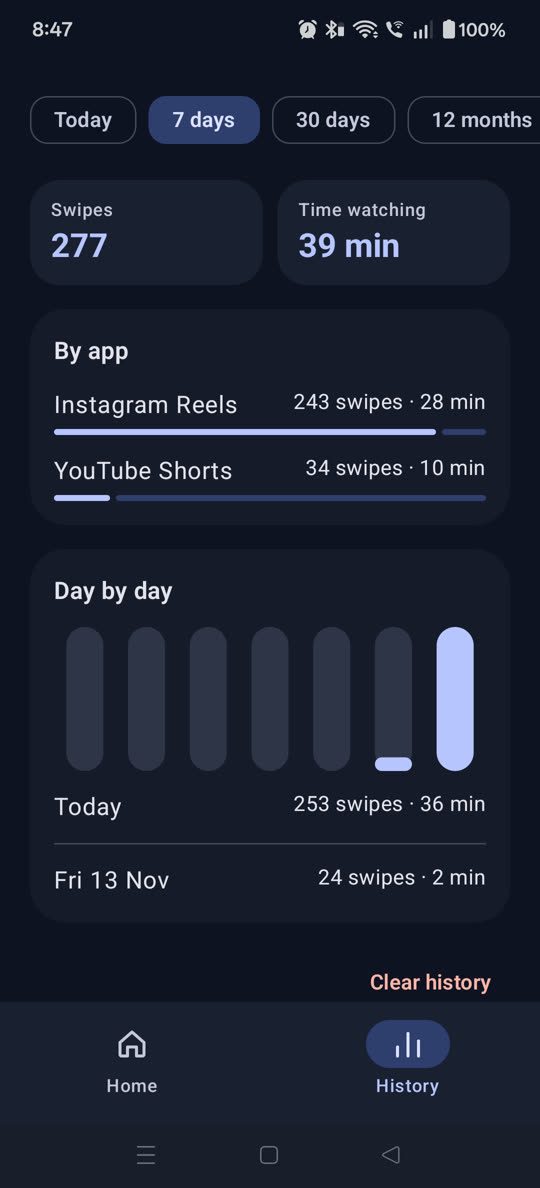 8:47
100%
Today
7 days
30 days
12 months
Swipes
277
Time watching
39 min
By app
Instagram Reels
243 swipes · 28 min
YouTube Shorts
34 swipes · 10 min
Day by day
Today
253 swipes · 36 min
Fri 13 Nov
24 swipes · 2 min
Clear history
Home
History